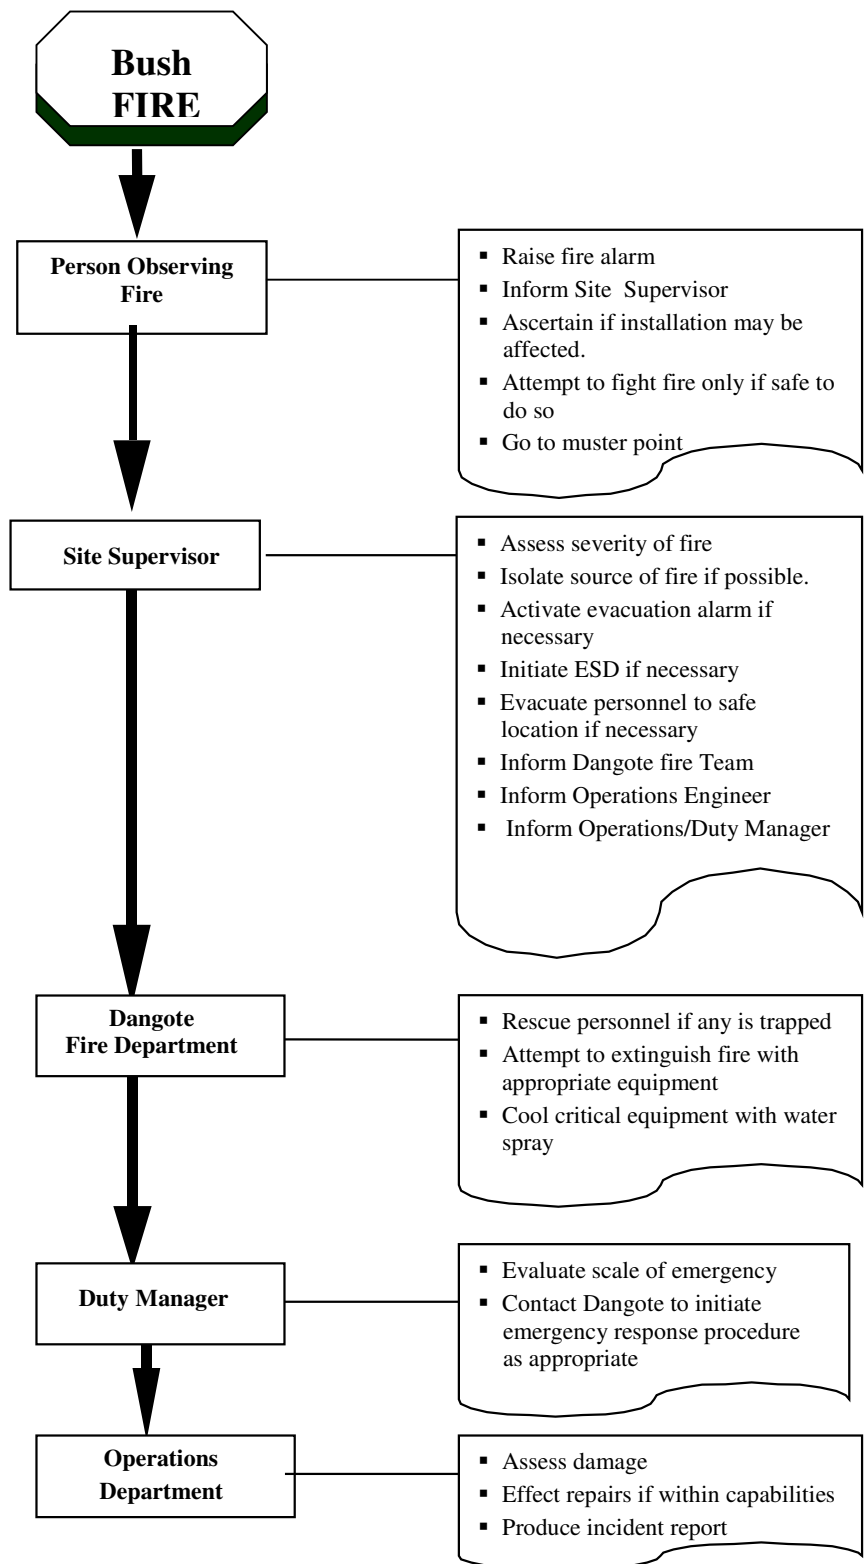 Bush
FIRE
Person Observing
Fire
▪ Raise fire alarm
▪ Inform Site Supervisor
▪ Ascertain if installation may be
affected.
▪ Attempt to fight fire only if safe to
do so
▪ Go to muster point
Site Supervisor
▪ Assess severity of fire
▪ Isolate source of fire if possible.
▪ Activate evacuation alarm if
necessary
▪ Initiate ESD if necessary
▪ Evacuate personnel to safe
location if necessary
▪ Inform Dangote fire Team
▪ Inform Operations Engineer
▪ Inform Operations/Duty Manager
Dangote
Fire Department
▪ Rescue personnel if any is trapped
▪ Attempt to extinguish fire with
appropriate equipment
▪ Cool critical equipment with water
spray
Duty Manager
▪ Evaluate scale of emergency
▪ Contact Dangote to initiate
emergency response procedure
as appropriate
Operations
Department
▪ Assess damage
▪ Effect repairs if within capabilities
▪ Produce incident report